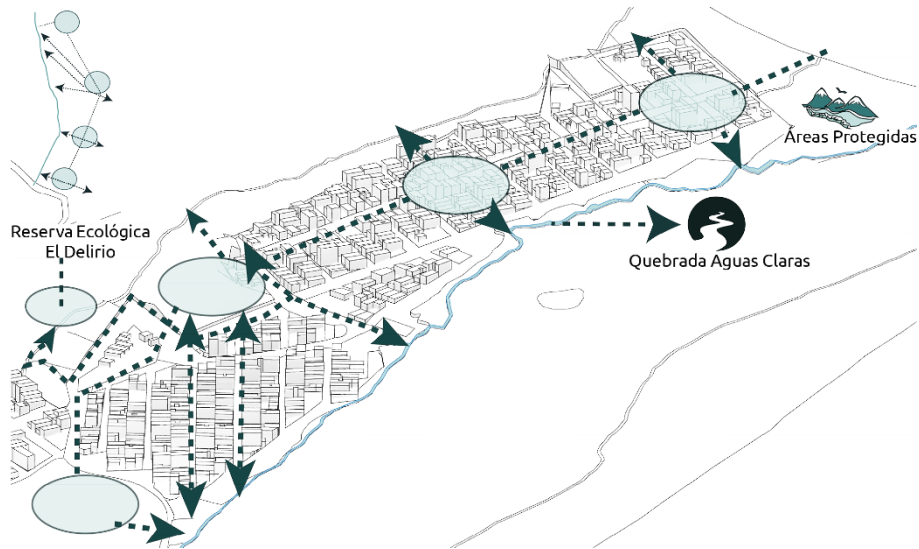 Áreas Protegidas
Reserva Ecológica
El Delirio
Quebrada Aguas Claras